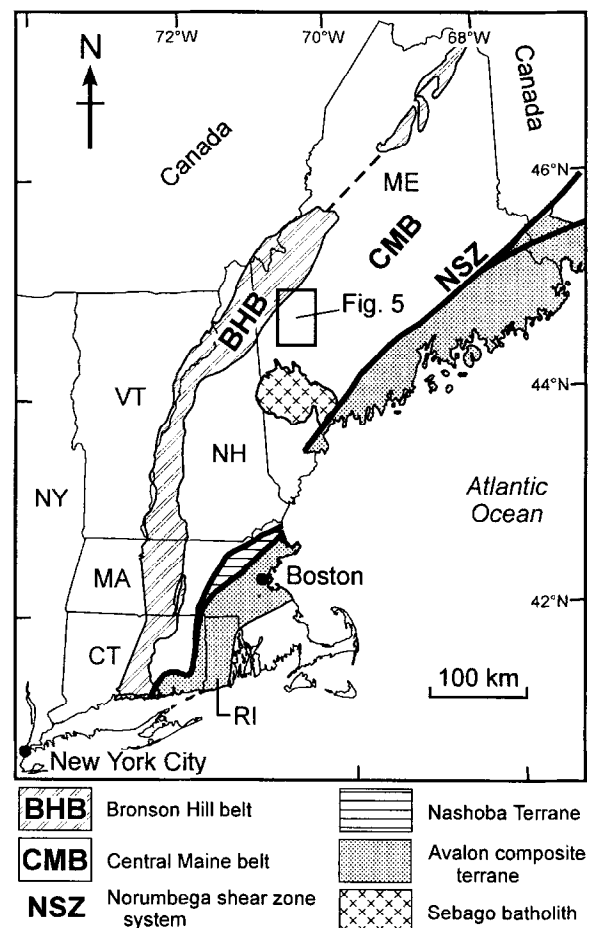 72°W 70°W 68°W
N
Canada
Canada
46°N
ME
CMB
NSZ
BHB
Fig. 5
VT
44°N
NH
NY
Atlantic
Ocean
MA
Boston
42°N
CT
100 km
RI
New York City
BHB Bronson Hill belt
CMB Central Maine belt
NSZ Norumbega shear zone
system
Nashoba Terrane
Avalon composite
terrane
Sebago batholith